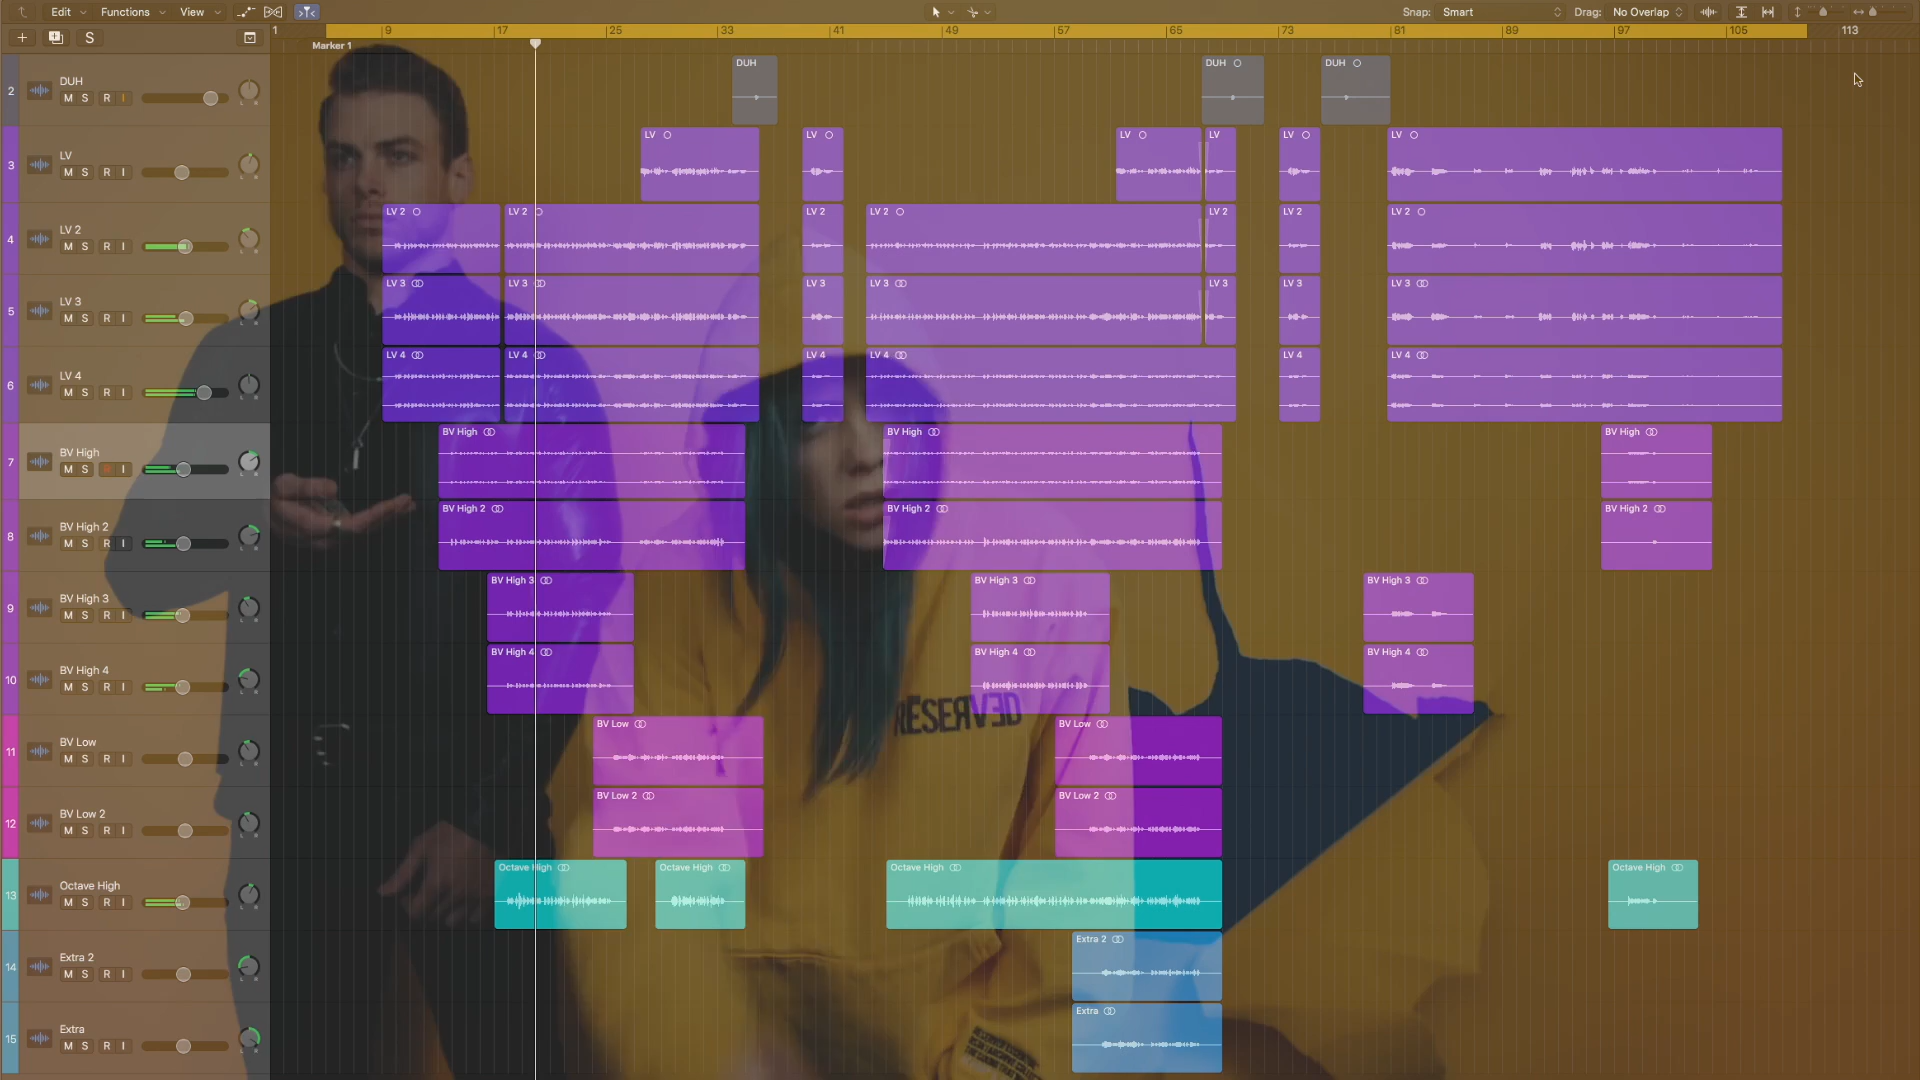 Edit Functions View Snap: Smart Drag: No Overlap
S 1 9 17 25 33 41 49 57 65 73 81 89 97 105 113
Marker 1
2 DUH M S R I DUH DUH DUH
3 LV M S R I LV LV LV LV LV LV
4 LV 2 M S R I LV 2 LV 2 LV 2 LV 2 LV 2 LV 2 LV 2
5 LV 3 M S R I LV 3 LV 3 LV 3 LV 3 LV 3 LV 3 LV 3
6 LV 4 M S R I LV 4 LV 4 LV 4 LV 4 LV 4 LV 4
7 BV High M S R I BV High BV High BV High
8 BV High 2 M S R I BV High 2 BV High 2 BV High 2
9 BV High 3 M S R I BV High 3 BV High 3 BV High 3
10 BV High 4 M S R I BV High 4 BV High 4 BV High 4
RESERVED
11 BV Low M S R I BV Low BV Low
12 BV Low 2 M S R I BV Low 2 BV Low 2
13 Octave High M S R I Octave High Octave High Octave High Octave High
14 Extra 2 M S R I Extra 2
15 Extra M S R I Extra